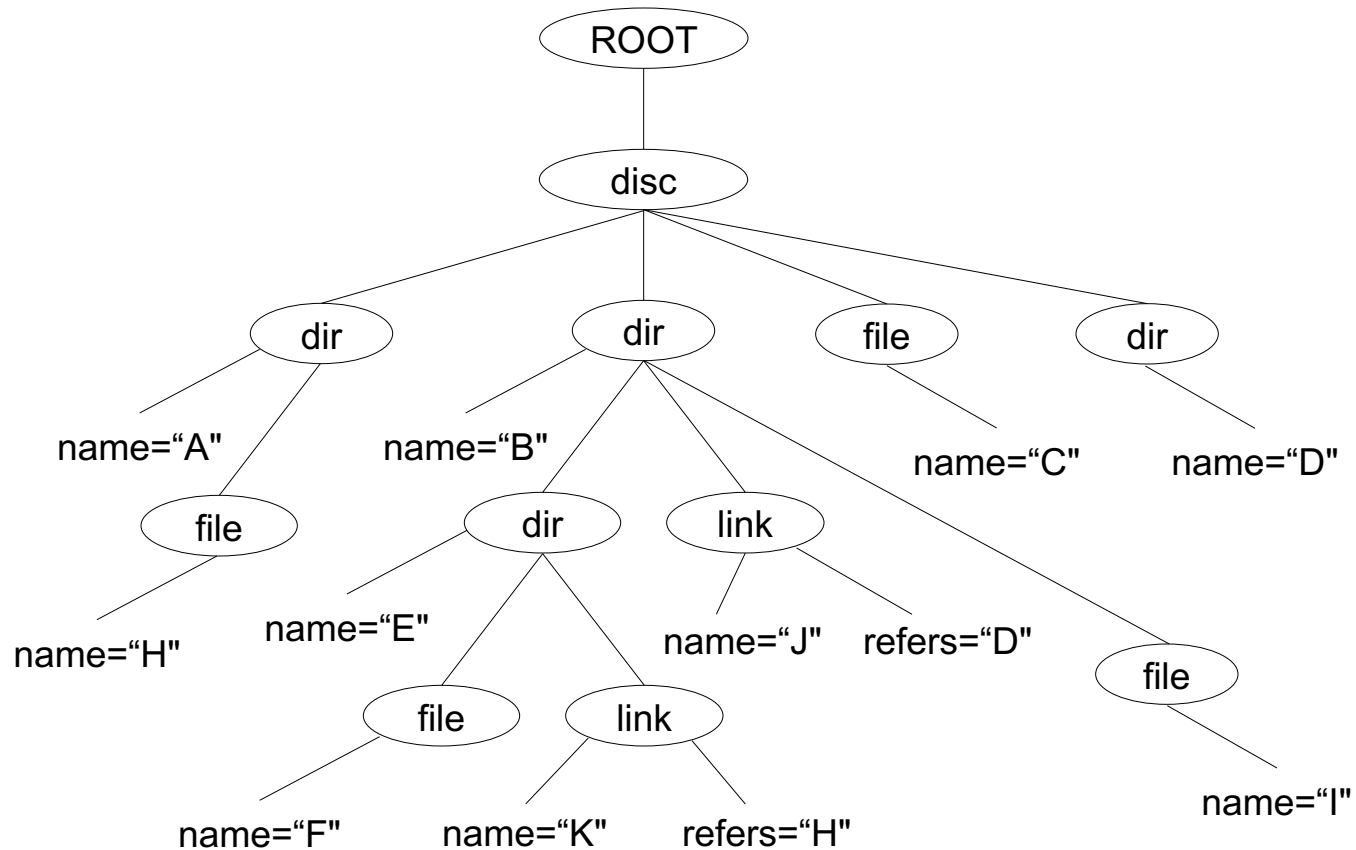 ROOT
disc
dir
dir
file
dir
name=“A"
name=“B"
name=“C"
name=“D"
file
dir
link
name=“H"
name=“E"
name=“J"
refers=“D"
file
file
link
name=“I"
name=“F"
name=“K"
refers=“H"